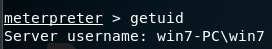 meterpreter > getuid
Server username: win7-PC\win7